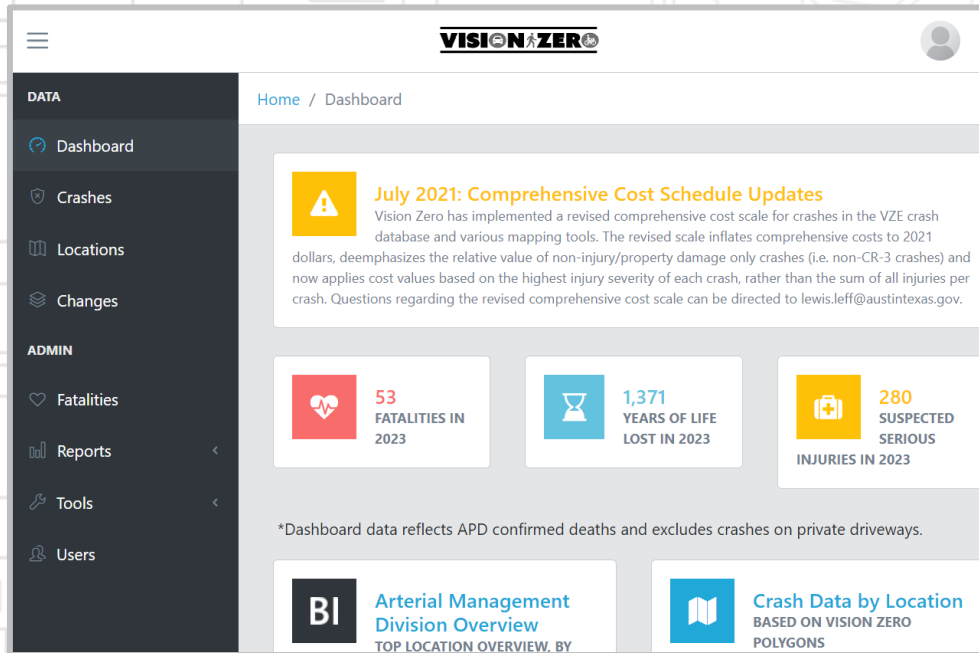 VISION ZERO
DATA
Home / Dashboard
Dashboard
Crashes
Locations
Changes
ADMIN
Fatalities
Reports
Tools
Users
July 2021: Comprehensive Cost Schedule Updates
Vision Zero has implemented a revised comprehensive cost scale for crashes in the VZE crash
database and various mapping tools. The revised scale inflates comprehensive costs to 2021
dollars, deemphasizes the relative value of non-injury/property damage only crashes (i.e. non-CR-3 crashes) and
now applies cost values based on the highest injury severity of each crash, rather than the sum of all injuries per
crash. Questions regarding the revised comprehensive cost scale can be directed to lewis.leff@austintexas.gov.
53
FATALITIES IN
2023
1,371
YEARS OF LIFE
LOST IN 2023
280
SUSPECTED
SERIOUS
INJURIES IN 2023
*Dashboard data reflects APD confirmed deaths and excludes crashes on private driveways.
BI
Arterial Management
Division Overview
TOP LOCATION OVERVIEW, BY
Crash Data by Location
BASED ON VISION ZERO
POLYGONS